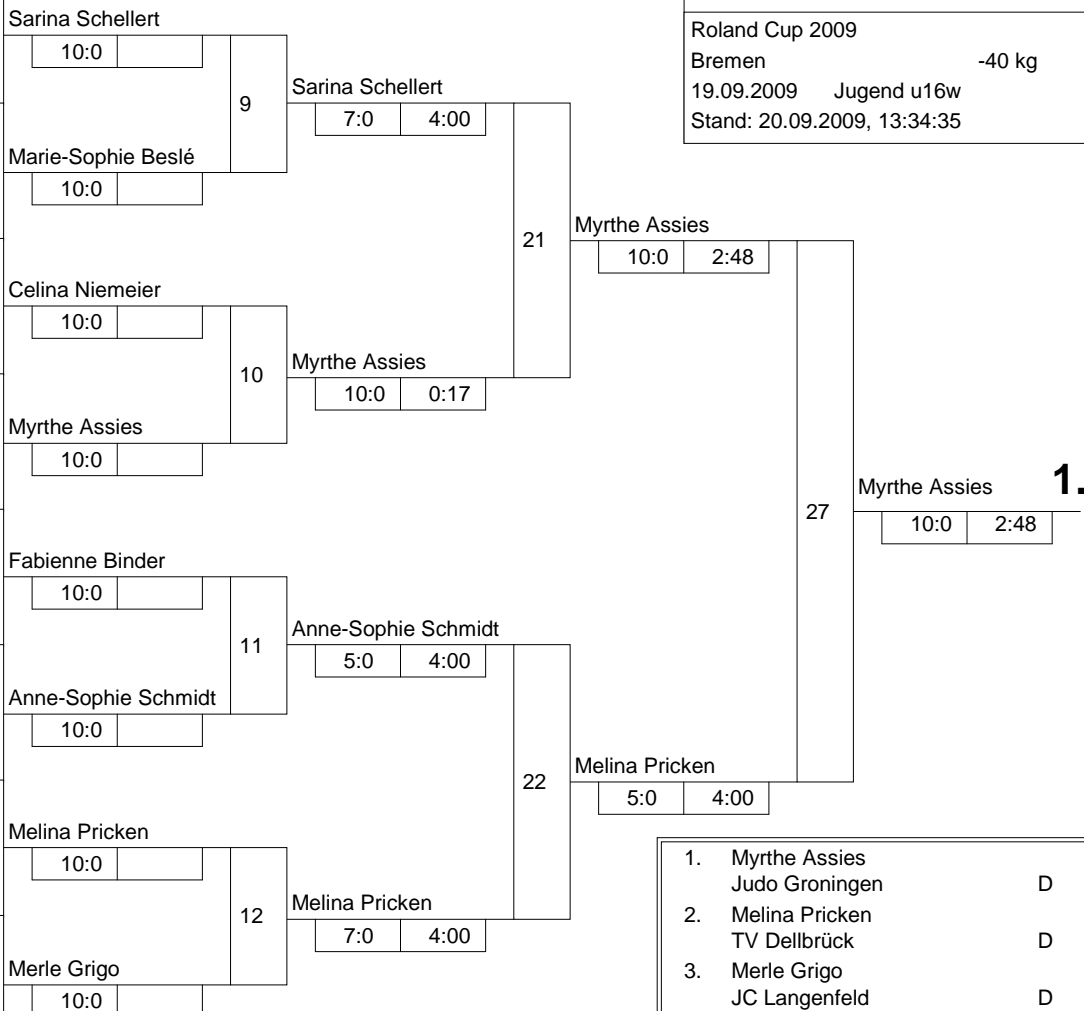 Roland Cup 2009
Bremen -40 kg
19.09.2009 Jugend u16w
Stand: 20.09.2009, 13:34:35
Sarina Schellert
10:0
9
Sarina Schellert
7:0 4:00
Marie-Sophie Beslé
10:0
21
Myrthe Assies
10:0 2:48
Celina Niemeier
10:0
10
Myrthe Assies
10:0 0:17
Myrthe Assies
10:0
27
Myrthe Assies 1.
10:0 2:48
Fabienne Binder
10:0
11
Anne-Sophie Schmidt
5:0 4:00
Anne-Sophie Schmidt
10:0
22
Melina Pricken
5:0 4:00
Melina Pricken
10:0
12
Melina Pricken
7:0 4:00
Merle Grigo
10:0
1. Myrthe Assies
Judo Groningen D
2. Melina Pricken
TV Dellbrück D
3. Merle Grigo
JC Langenfeld D